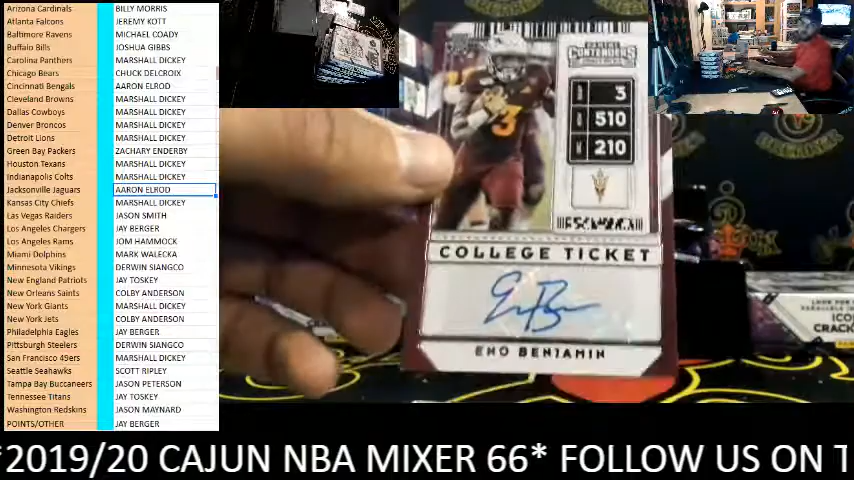 Arizona Cardinals BILLY MORRIS
Atlanta Falcons JEREMY KOTT
Baltimore Ravens MICHAEL COADY
Buffalo Bills JOSHUA GIBBS
Carolina Panthers MARSHALL DICKEY
Chicago Bears CHUCK DELCROIX
Cincinnati Bengals AARON ELROD
Cleveland Browns MARSHALL DICKEY
Dallas Cowboys MARSHALL DICKEY
Denver Broncos MARSHALL DICKEY
Detroit Lions MARSHALL DICKEY
Green Bay Packers ZACHARY ENDERBY
Houston Texans MARSHALL DICKEY
Indianapolis Colts MARSHALL DICKEY
Jacksonville Jaguars AARON ELROD
Kansas City Chiefs MARSHALL DICKEY
Las Vegas Raiders JASON SMITH
Los Angeles Chargers JAY BERGER
Los Angeles Rams JOM HAMMOCK
Miami Dolphins MARK WALECKA
Minnesota Vikings DERWIN SIANGCO
New England Patriots JAY TOSKEY
New Orleans Saints COLBY ANDERSON
New York Giants MARSHALL DICKEY
New York Jets COLBY ANDERSON
Philadelphia Eagles JAY BERGER
Pittsburgh Steelers DERWIN SIANGCO
San Francisco 49ers MARSHALL DICKEY
Seattle Seahawks SCOTT RIPLEY
Tampa Bay Buccaneers JASON PETERSON
Tennessee Titans JAY TOSKEY
Washington Redskins JASON MAYNARD
POINTS/OTHER JAY BERGER
PANINI
CONTENDERS
3
510
210
3
COLLEGE TICKET
ENO BENJAMIN
LOOK FOR
PARALLELS
CRACK
*2019/20 CAJUN NBA MIXER 66* FOLLOW US ON